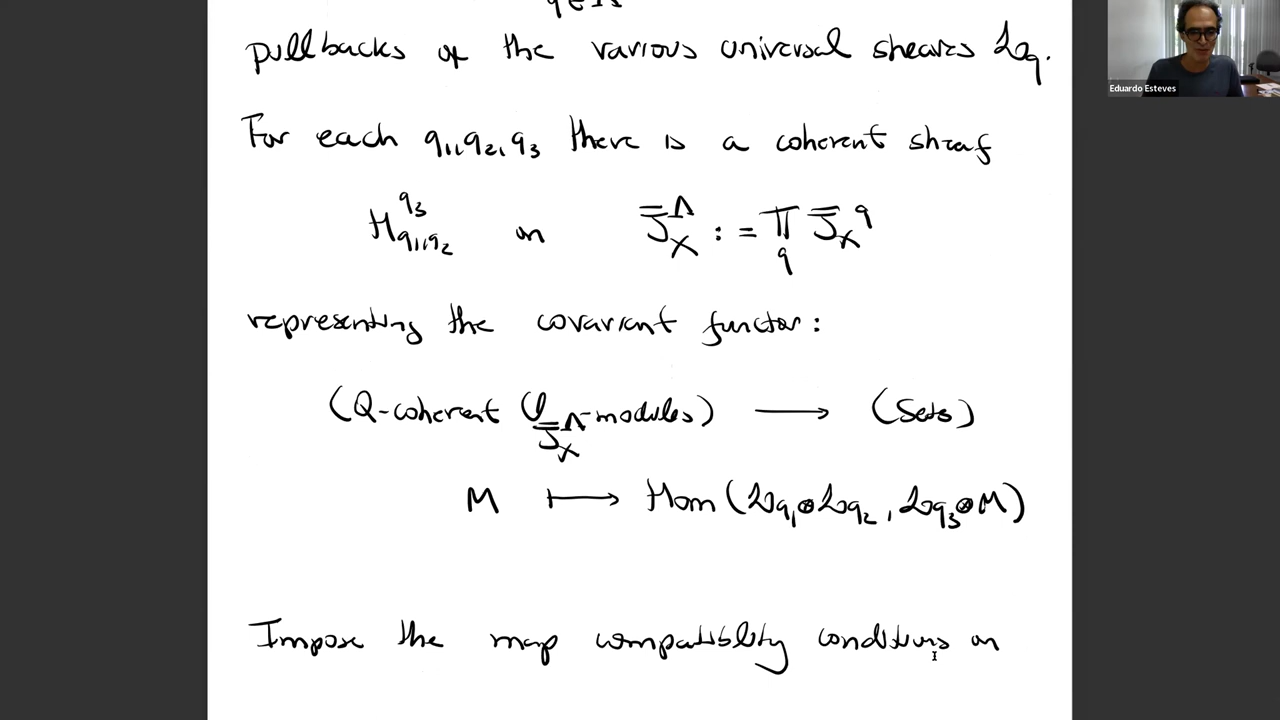 q∈Λ
pullbacks of the various universal sheaves 𝓛q.
Eduardo Esteves
For each q₁,q₂,q₃ there is a coherent sheaf
H^{q₃}_{q₁,q₂} on J̄^Λ_X := ∏_q J̄_X^q
representing the covariant functor:
(Q-coherent O_{J̄^Λ_X}-modules) ⟶ (Sets)
M ⟼ Hom(𝓛q₁⊗𝓛q₂, 𝓛q₃⊗M)
Impose the map compatibility conditions on